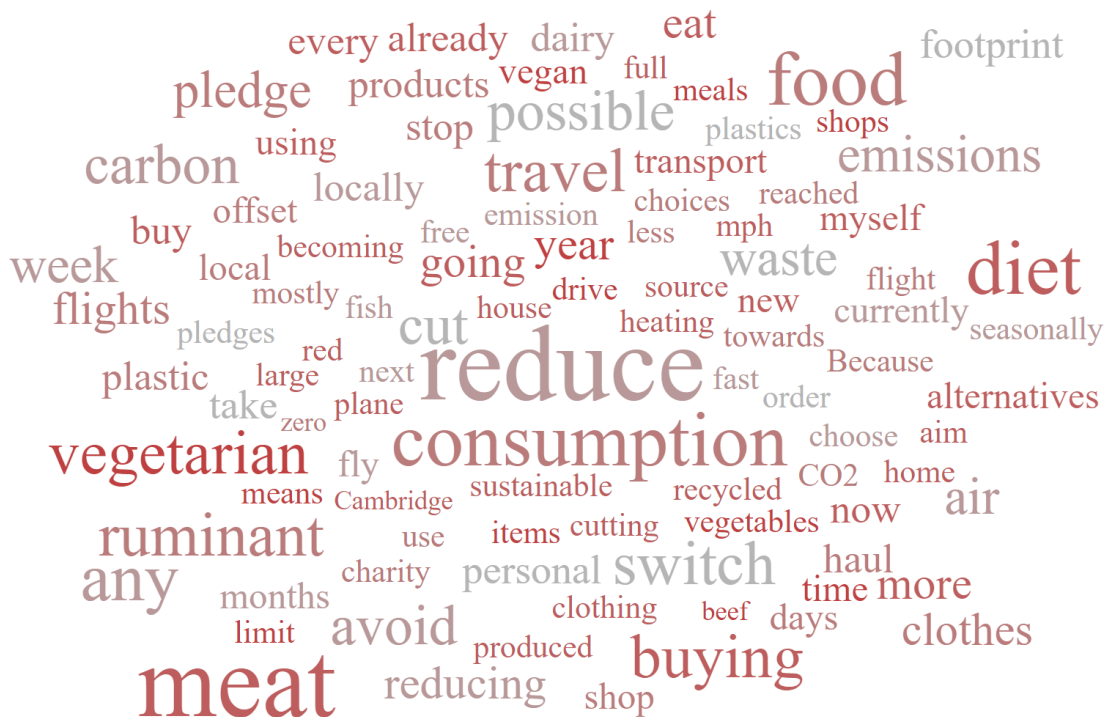 every already dairy eat footprint
pledge products vegan full meals food
using stop possible plastics shops
carbon locally travel transport emissions
offset emission choices reached
buy becoming free year less mph myself
week local going waste flight
flights mostly fish house drive source new currently
pledges cut heating towards seasonally diet
red reduce Because
plastic large next fast alternatives
take zero plane order
vegetarian fly consumption choose aim
means Cambridge sustainable recycled CO2 home
ruminant use items cutting vegetables now air
any charity personal switch haul
months clothing beef time more
limit avoid produced days clothes
meat reducing shop buying